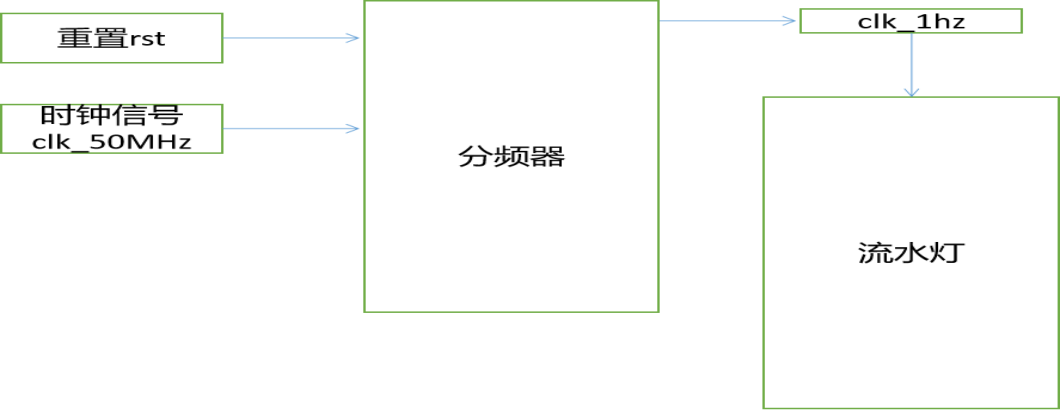 重置rst
时钟信号
clk_50MHz
分频器
clk_1hz
流水灯